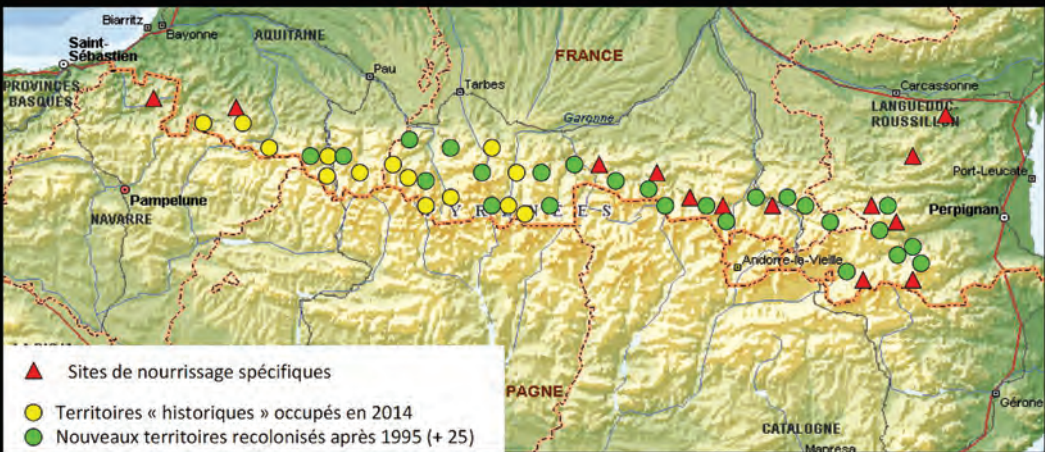 Biarritz
Bayonne
Saint-
Sébastien
AQUITAINE
FRANCE
Pau
Tarbes
Carcassonne
PROVINCES
BASQUES
LANGUEDOC-
ROUSSILLON
Garonne
Port-Leucate
Pampelune
NAVARRE
Y R N E E S
Perpignan
Andorre-la-Vieille
Sites de nourrissage spécifiques
PAGNE
Gérone
Territoires « historiques » occupés en 2014
Nouveaux territoires recolonisés après 1995 (+ 25)
CATALOGNE
Manresa